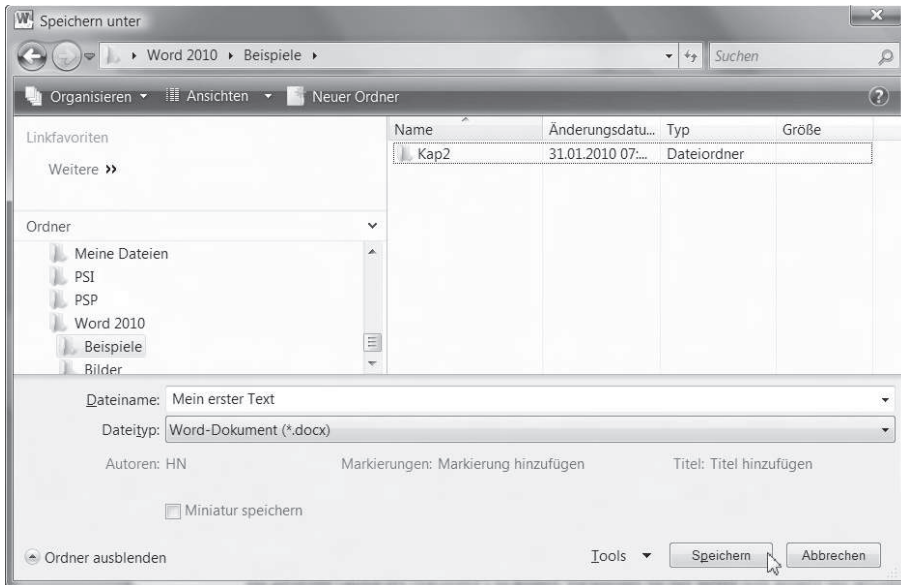 Speichern unter
Word 2010 Beispiele
Suchen
Organisieren Ansichten Neuer Ordner
Linkfavoriten
Weitere
Ordner
Meine Dateien
PSI
PSP
Word 2010
Beispiele
Bilder
Name Änderungsdatu... Typ Größe
Kap2 31.01.2010 07:... Dateiordner
Dateiname: Mein erster Text
Dateityp: Word-Dokument (*.docx)
Autoren: HN Markierungen: Markierung hinzufügen Titel: Titel hinzufügen
Miniatur speichern
Ordner ausblenden Tools Speichern Abbrechen